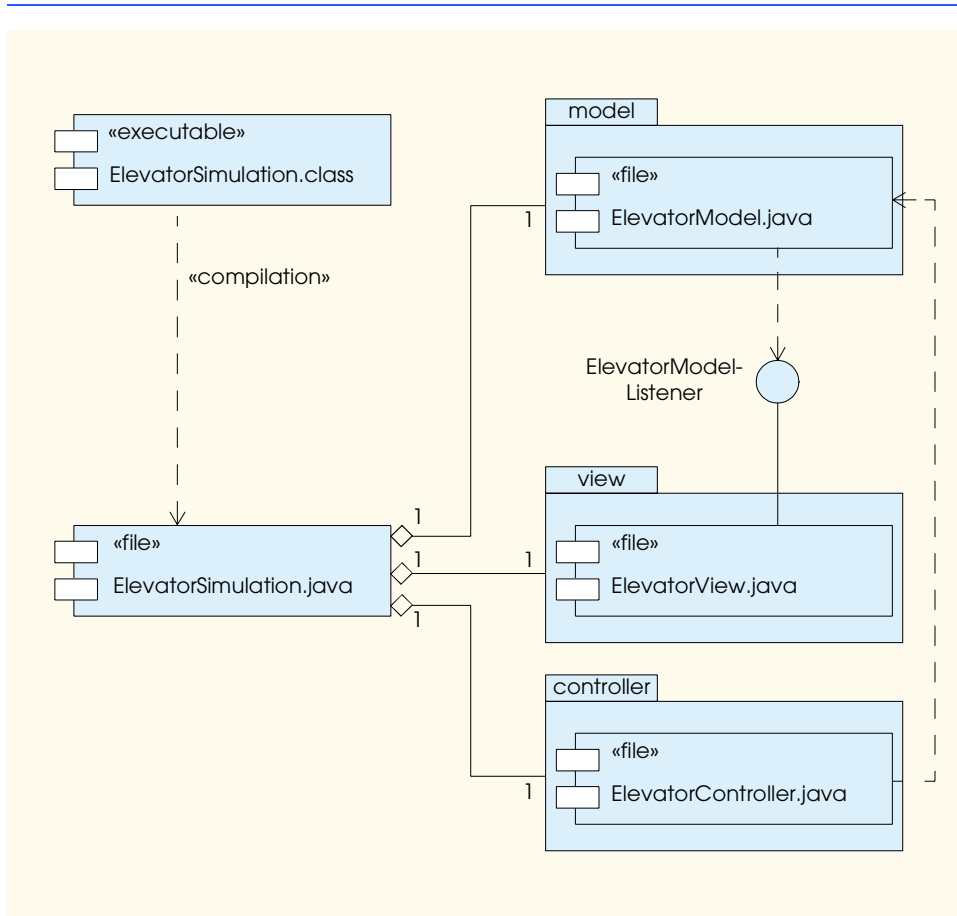 «executable»
ElevatorSimulation.class
«compilation»
«file»
ElevatorSimulation.java
1
1
1
model
1
«file»
ElevatorModel.java
ElevatorModel-
Listener
view
1
«file»
ElevatorView.java
controller
1
«file»
ElevatorController.java